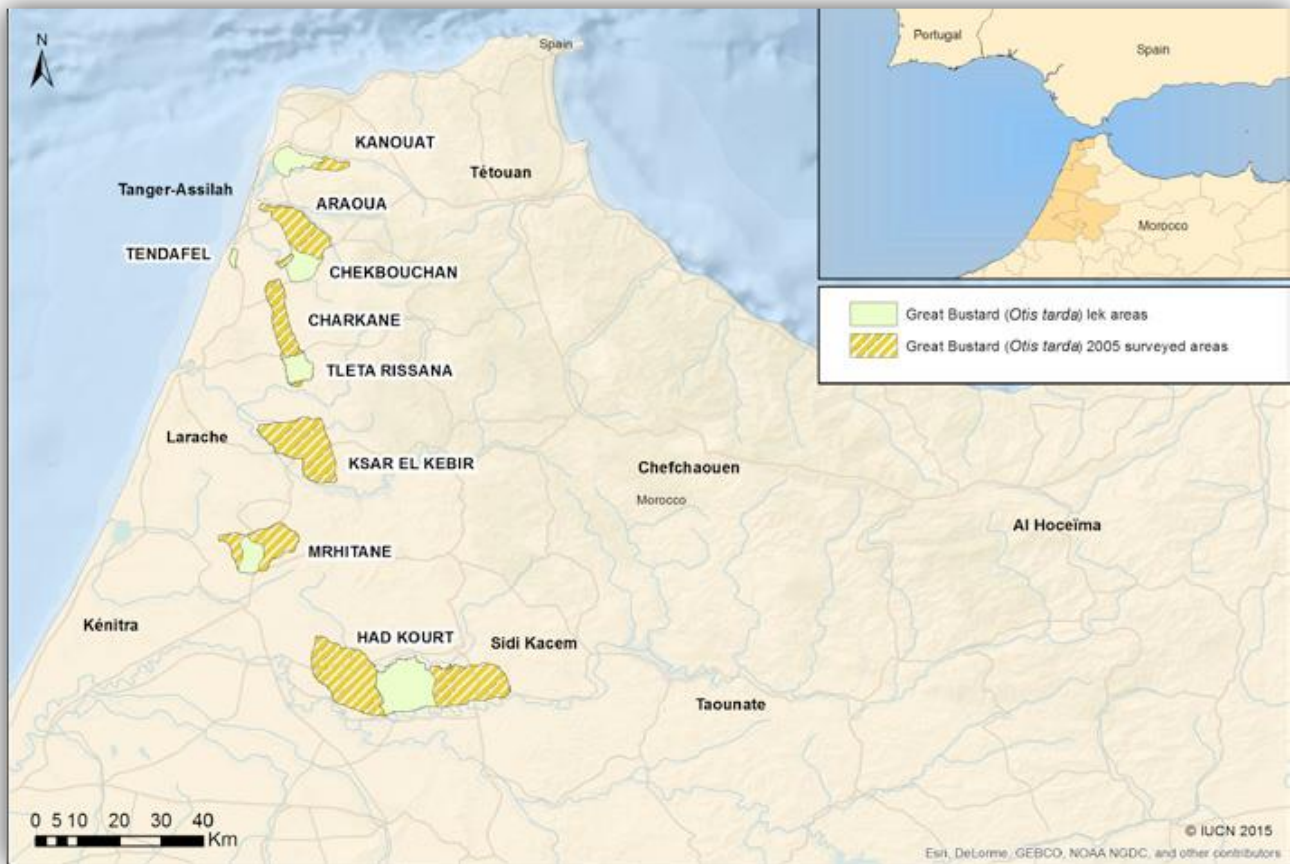 N
Spain
KANOUAT
Tétouan
Tanger-Assilah
ARAOUA
TENDAFEL
CHEKBOUCHAN
CHARKANE
TLETA RISSANA
Larache
KSAR EL KEBIR
Chefchaouen
Morocco
Al Hoceïma
MRHITANE
Kénitra
HAD KOURT
Sidi Kacem
Taounate
0 5 10 20 30 40
Km
Portugal
Spain
Morocco
Great Bustard (Otis tarda) lek areas
Great Bustard (Otis tarda) 2005 surveyed areas
© IUCN 2015
Esri, DeLorme, GEBCO, NOAA NGDC, and other contributors